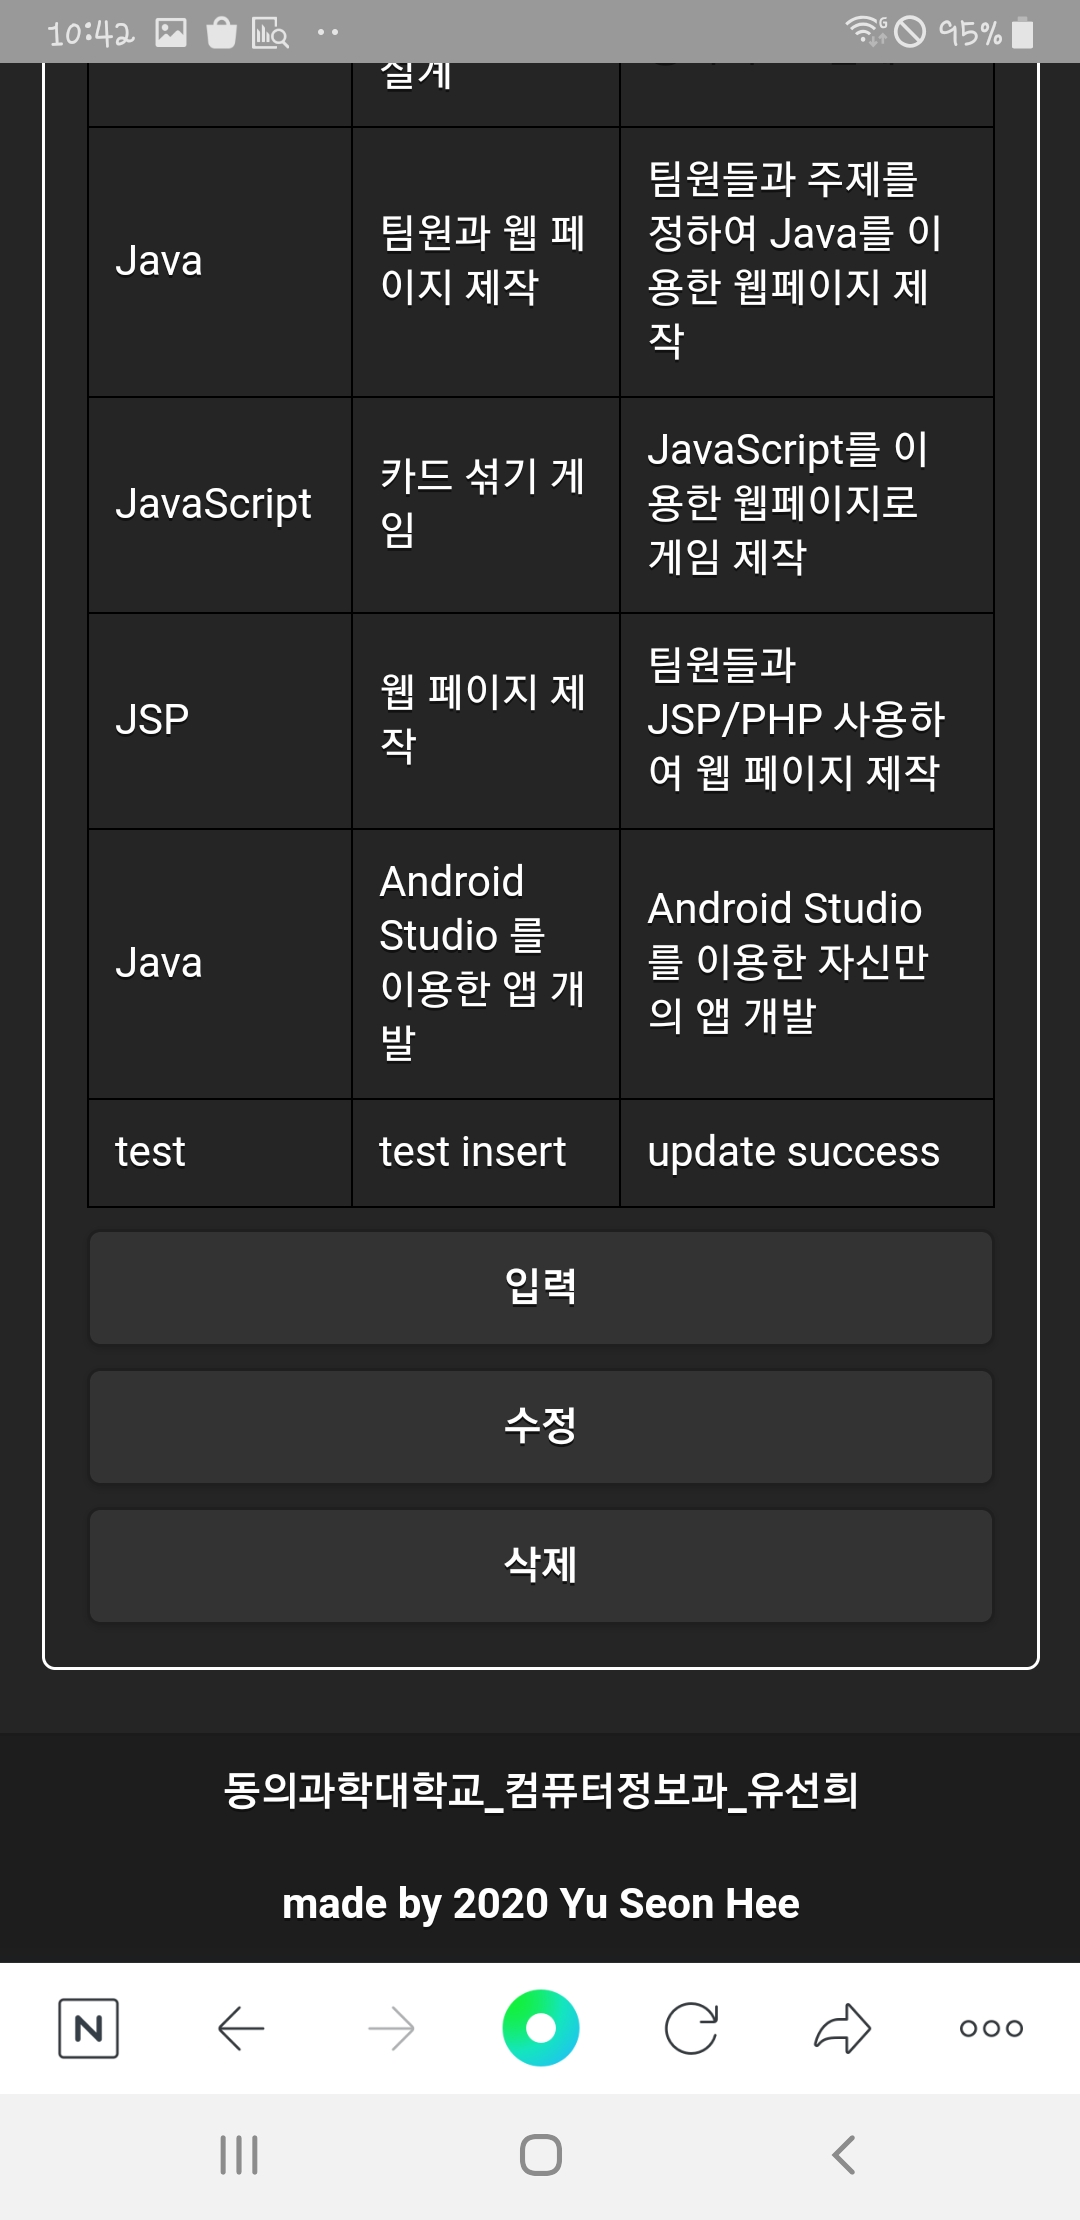 10:42
95%
설계
Java
팀원과 웹 페
이지 제작
팀원들과 주제를
정하여 Java를 이
용한 웹페이지 제
작
JavaScript
카드 섞기 게
임
JavaScript를 이
용한 웹페이지로
게임 제작
JSP
웹 페이지 제
작
팀원들과
JSP/PHP 사용하
여 웹 페이지 제작
Java
Android
Studio 를
이용한 앱 개
발
Android Studio
를 이용한 자신만
의 앱 개발
test
test insert
update success
입력
수정
삭제
동의과학대학교_컴퓨터정보과_유선희
made by 2020 Yu Seon Hee
N